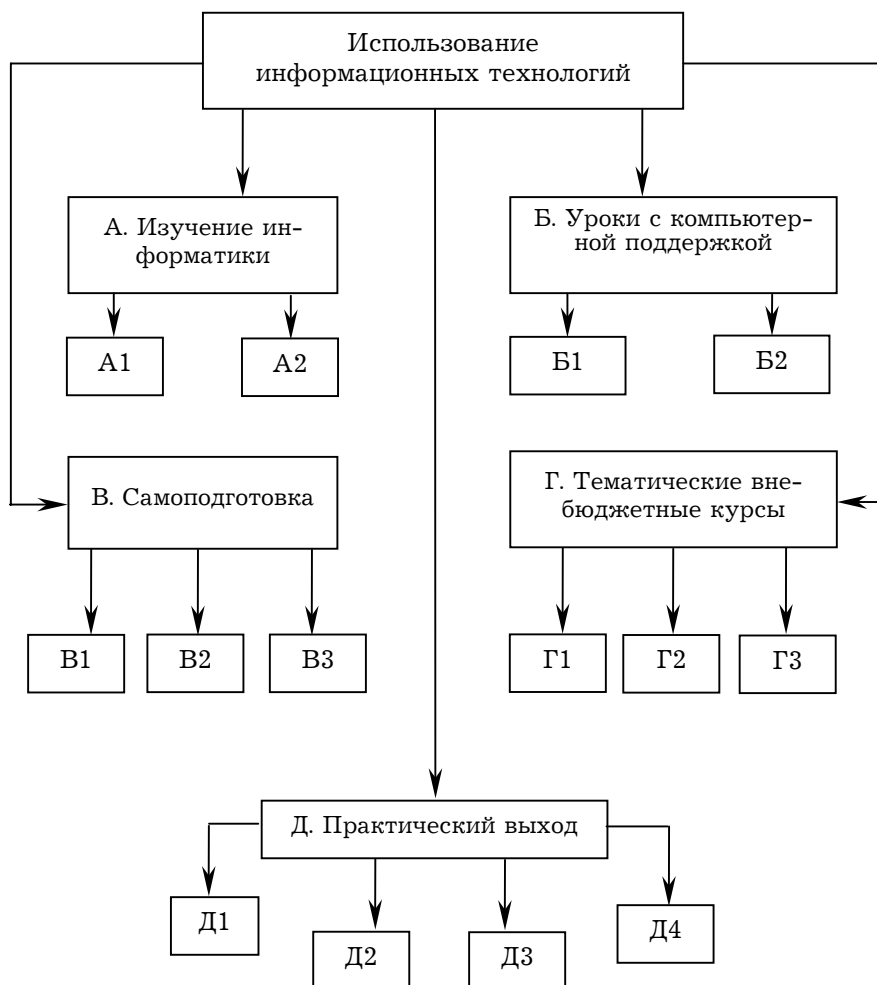 Использование
информационных технологий
А. Изучение ин-
форматики
Б. Уроки с компьютер-
ной поддержкой
А1
А2
Б1
Б2
В. Самоподготовка
Г. Тематические вне-
бюджетные курсы
В1
В2
В3
Г1
Г2
Г3
Д. Практический выход
Д1
Д2
Д3
Д4